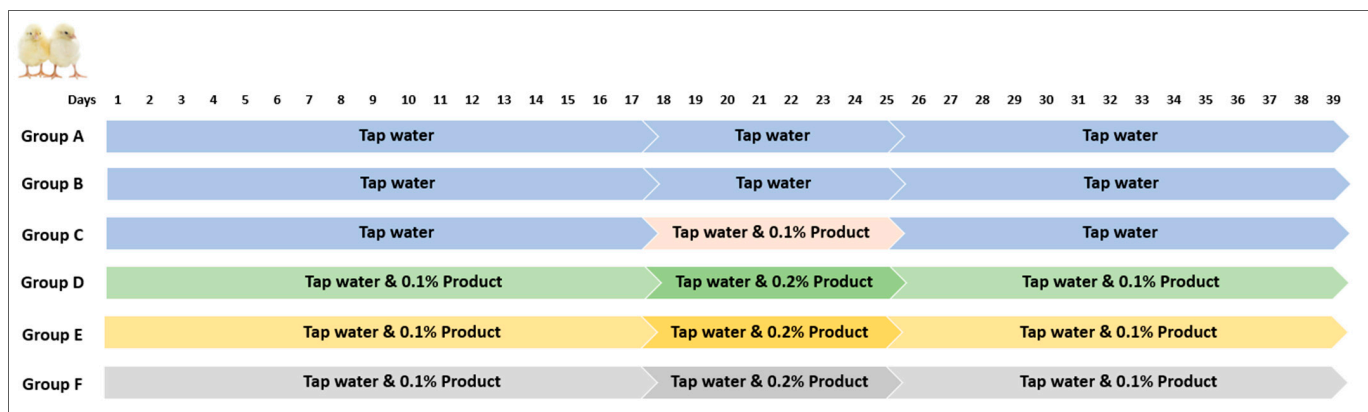 Days 1 2 3 4 5 6 7 8 9 10 11 12 13 14 15 16 17 18 19 20 21 22 23 24 25 26 27 28 29 30 31 32 33 34 35 36 37 38 39
Group A Tap water Tap water Tap water
Group B Tap water Tap water Tap water
Group C Tap water Tap water & 0.1% Product Tap water
Group D Tap water & 0.1% Product Tap water & 0.2% Product Tap water & 0.1% Product
Group E Tap water & 0.1% Product Tap water & 0.2% Product Tap water & 0.1% Product
Group F Tap water & 0.1% Product Tap water & 0.2% Product Tap water & 0.1% Product